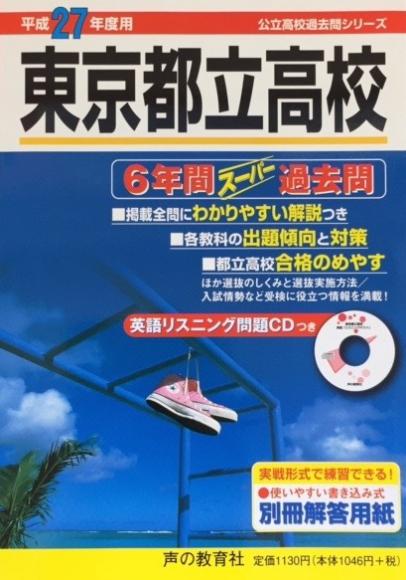 平成27年度用
公立高校過去問シリーズ
東京都立高校
6年間スーパー過去問
■掲載全問にわかりやすい解説つき
■各教科の出題傾向と対策
■都立高校合格のめやす
ほか選抜のしくみと選抜実施方法／
入試情勢など受検に役立つ情報を満載!
英語リスニング問題CDつき
実戦形式で練習できる!
●使いやすい書き込み式
別冊解答用紙
声の教育社 定価1130円(本体1046円+税)